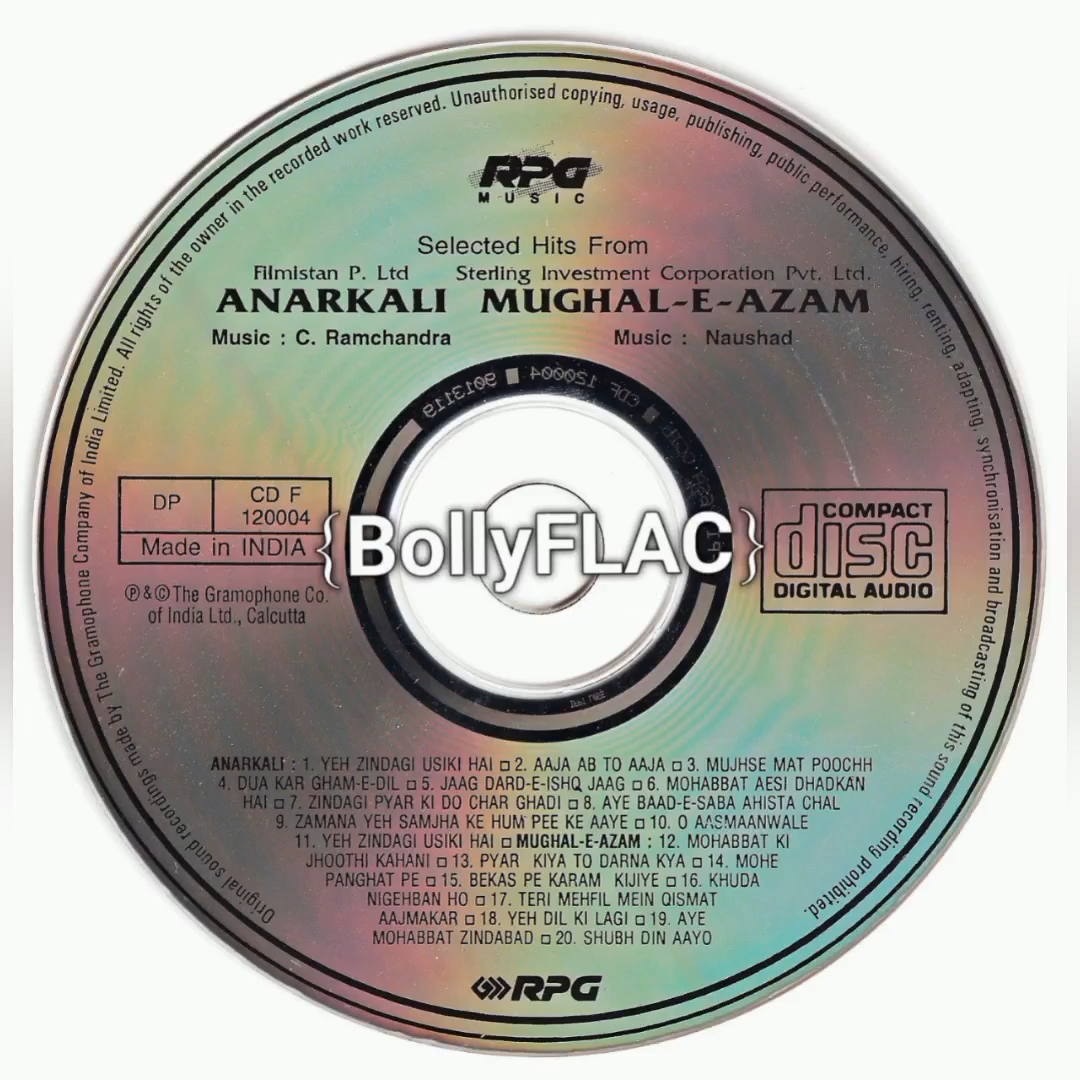 Original sound recordings made by The Gramophone Company of India Limited. All rights of the owner in the recorded work reserved. Unauthorised copying, usage, publishing, public performance, hiring, renting, adapting, synchronisation and broadcasting of this sound recording prohibited.
RPG
MUSIC
Selected Hits From
Filmistan P. Ltd Sterling Investment Corporation Pvt. Ltd.
ANARKALI MUGHAL-E-AZAM
Music : C. Ramchandra Music : Naushad
CDF 120004 9013119
DP
CD F
120004
Made in INDIA
{BollyFLAC}
COMPACT
disc
DIGITAL AUDIO
℗ & © The Gramophone Co.
of India Ltd., Calcutta
ANARKALI : 1. YEH ZINDAGI USIKI HAI □ 2. AAJA AB TO AAJA □ 3. MUJHSE MAT POOCHH
4. DUA KAR GHAM-E-DIL □ 5. JAAG DARD-E-ISHQ JAAG □ 6. MOHABBAT AESI DHADKAN
HAI □ 7. ZINDAGI PYAR KI DO CHAR GHADI □ 8. AYE BAAD-E-SABA AHISTA CHAL
9. ZAMANA YEH SAMJHA KE HUM PEE KE AAYE □ 10. O AASMAANWALE
11. YEH ZINDAGI USIKI HAI □ MUGHAL-E-AZAM : 12. MOHABBAT KI
JHOOTHI KAHANI □ 13. PYAR KIYA TO DARNA KYA □ 14. MOHE
PANGHAT PE □ 15. BEKAS PE KARAM KIJIYE □ 16. KHUDA
NIGEHBAN HO □ 17. TERI MEHFIL MEIN QISMAT
AAJMAKAR □ 18. YEH DIL KI LAGI □ 19. AYE
MOHABBAT ZINDABAD □ 20. SHUBH DIN AAYO
RPG